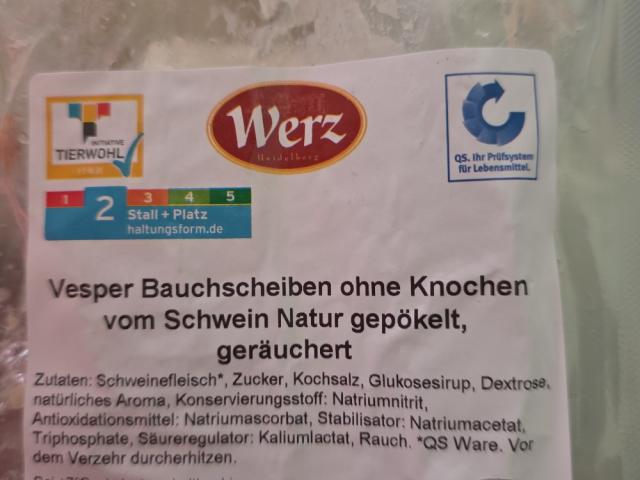 INITIATIVE
TIERWOHL
Werz
Heidelberg
QS. Ihr Prüfsystem
für Lebensmittel.
1 2 3 4 5
Stall + Platz
haltungsform.de
Vesper Bauchscheiben ohne Knochen
vom Schwein Natur gepökelt,
geräuchert
Zutaten: Schweinefleisch*, Zucker, Kochsalz, Glukosesirup, Dextrose,
natürliches Aroma, Konservierungsstoff: Natriumnitrit,
Antioxidationsmittel: Natriumascorbat, Stabilisator: Natriumacetat,
Triphosphate, Säureregulator: Kaliumlactat, Rauch. *QS Ware. Vor
dem Verzehr durcherhitzen.